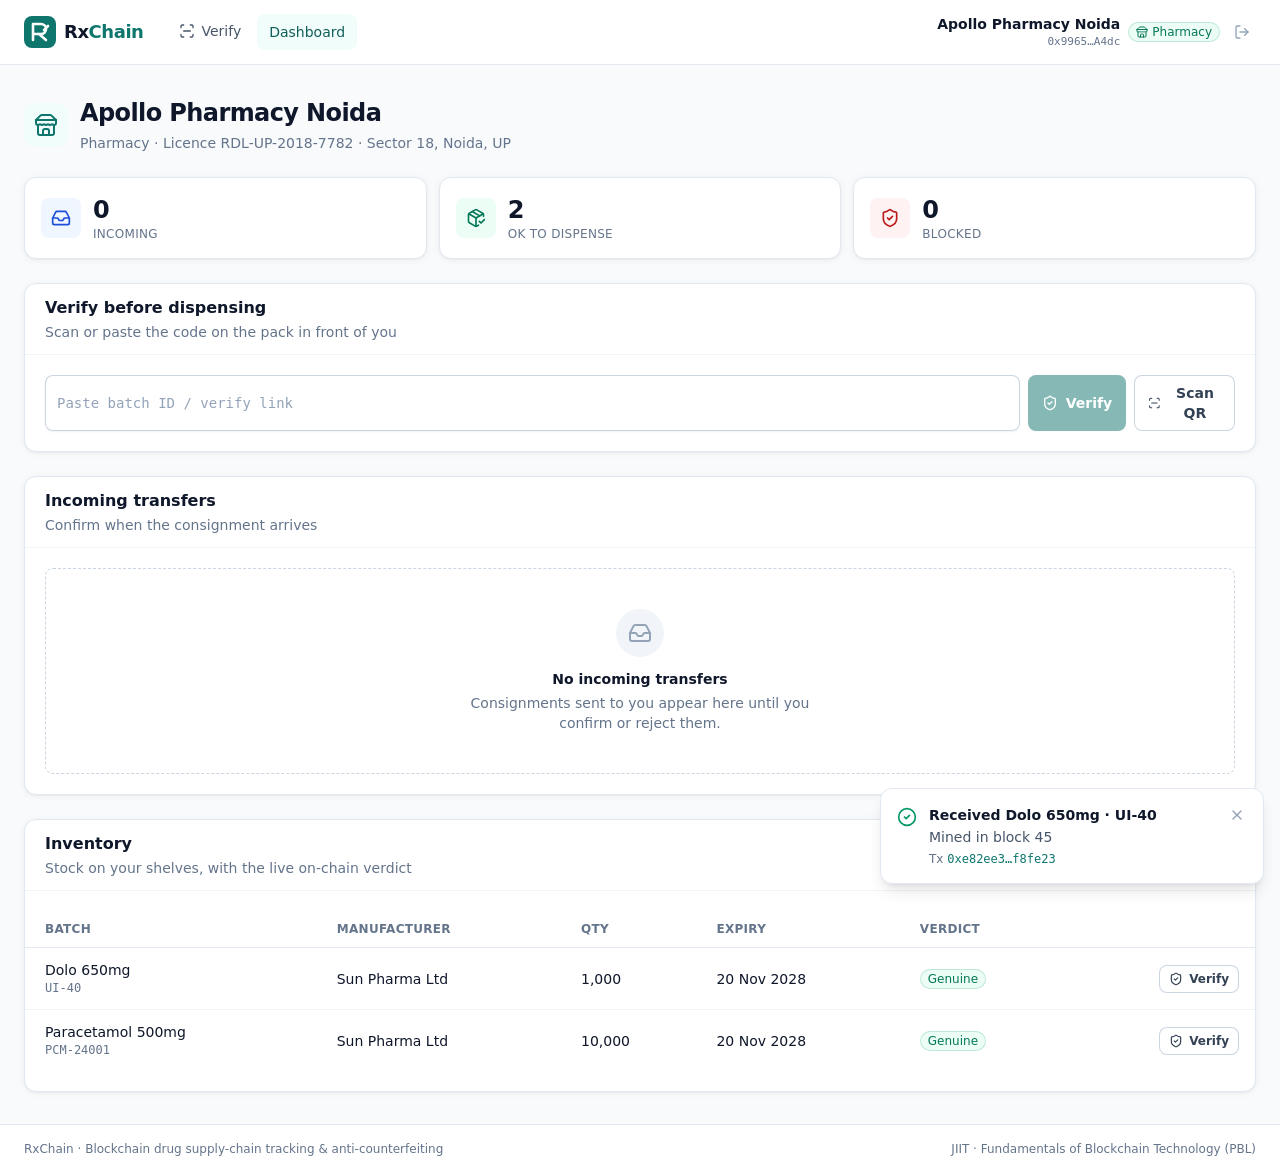 RxChain
Verify
Dashboard
Apollo Pharmacy Noida
0x9965…A4dc
Pharmacy
Apollo Pharmacy Noida
Pharmacy · Licence RDL-UP-2018-7782 · Sector 18, Noida, UP
0
INCOMING
2
OK TO DISPENSE
0
BLOCKED
Verify before dispensing
Scan or paste the code on the pack in front of you
Paste batch ID / verify link
Verify
Scan
QR
Incoming transfers
Confirm when the consignment arrives
No incoming transfers
Consignments sent to you appear here until you
confirm or reject them.
Received Dolo 650mg · UI-40
Mined in block 45
Tx 0xe82ee3…f8fe23
Inventory
Stock on your shelves, with the live on-chain verdict
BATCH MANUFACTURER QTY EXPIRY VERDICT
Dolo 650mg
UI-40
Sun Pharma Ltd 1,000 20 Nov 2028 Genuine Verify
Paracetamol 500mg
PCM-24001
Sun Pharma Ltd 10,000 20 Nov 2028 Genuine Verify
RxChain · Blockchain drug supply-chain tracking & anti-counterfeiting
JIIT · Fundamentals of Blockchain Technology (PBL)